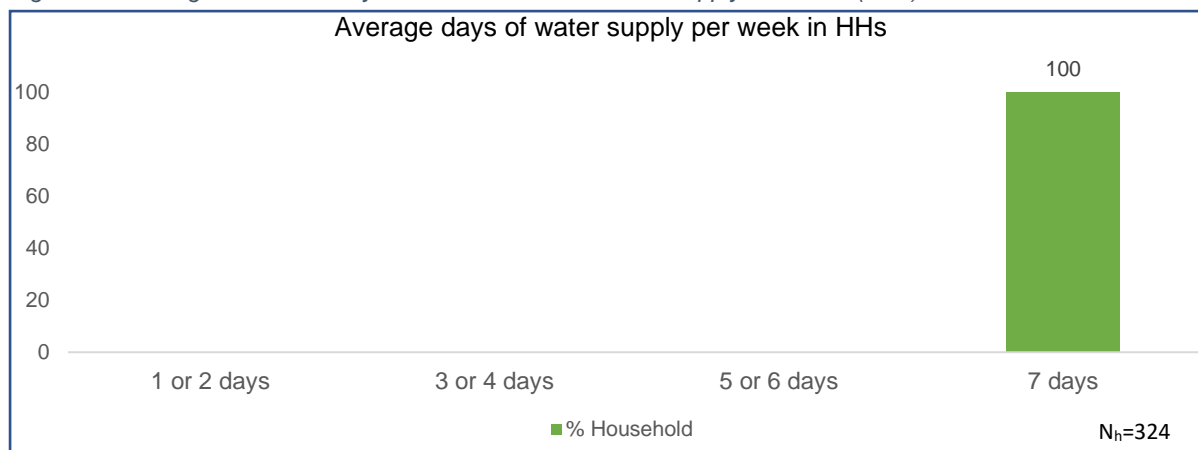 Average days of water supply per week in HHs
100
100
80
60
40
20
0
1 or 2 days 3 or 4 days 5 or 6 days 7 days
% Household
Nₕ=324